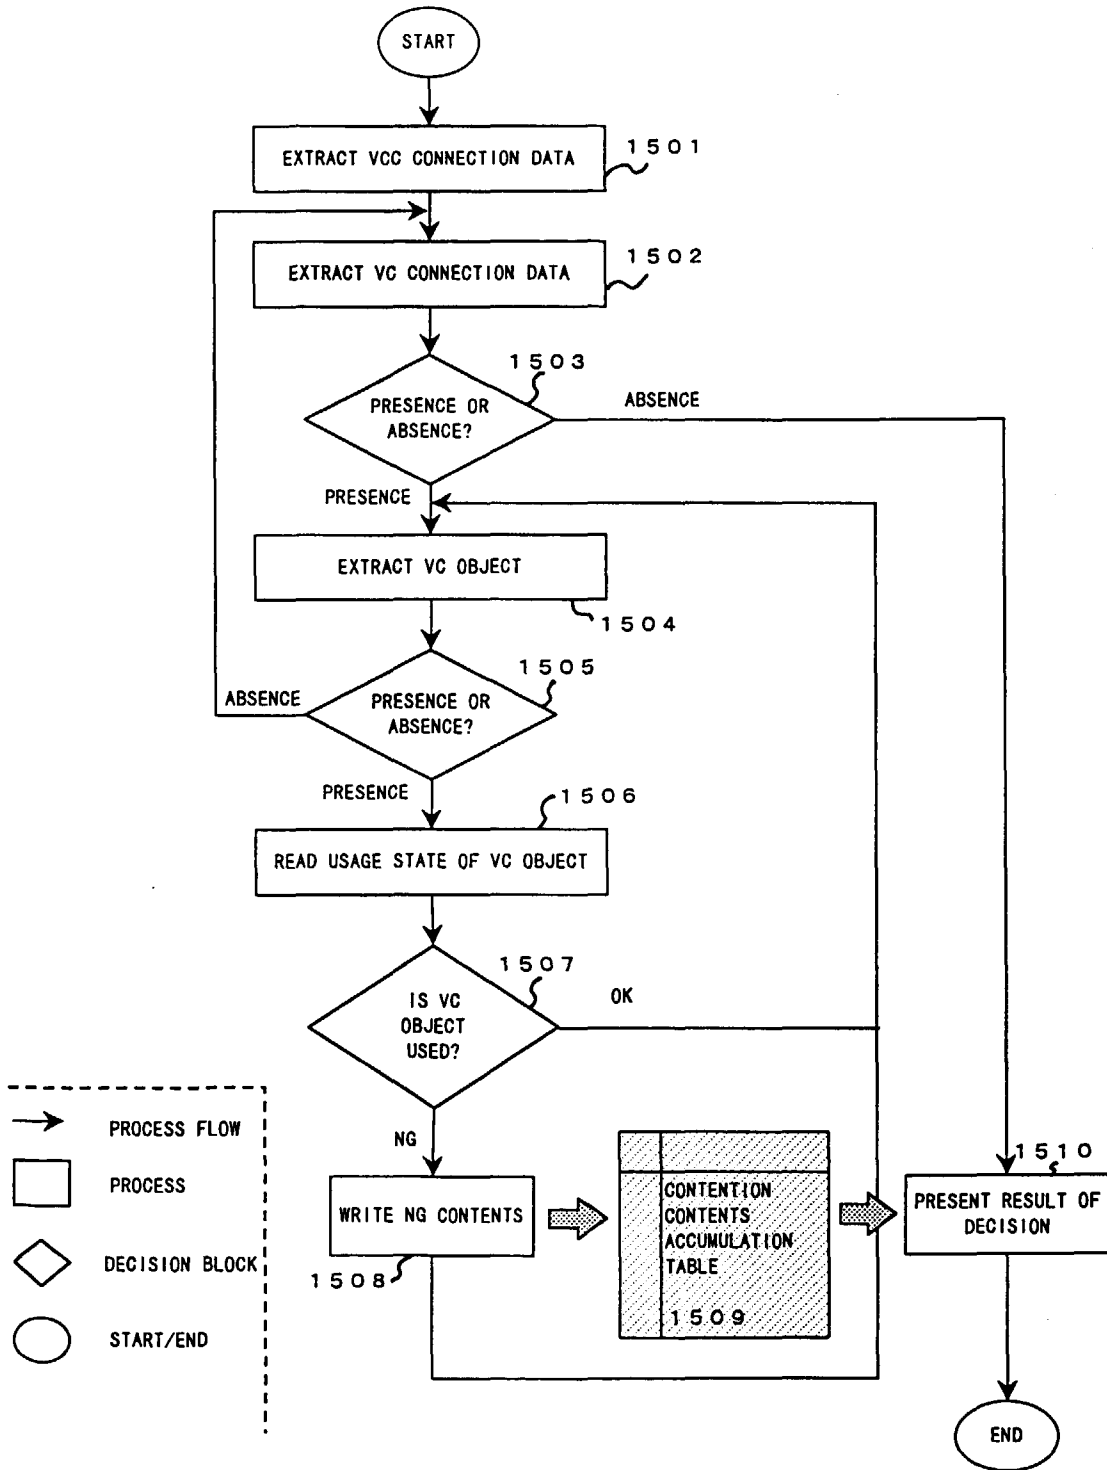 START
EXTRACT VCC CONNECTION DATA
1501
EXTRACT VC CONNECTION DATA
1502
1503
PRESENCE OR
ABSENCE?
ABSENCE
PRESENCE
EXTRACT VC OBJECT
1504
1505
PRESENCE OR
ABSENCE?
ABSENCE
PRESENCE
1506
READ USAGE STATE OF VC OBJECT
1507
IS VC
OBJECT
USED?
OK
NG
WRITE NG CONTENTS
1508
CONTENTION
CONTENTS
ACCUMULATION
TABLE
1509
1510
PRESENT RESULT OF
DECISION
END
PROCESS FLOW
PROCESS
DECISION BLOCK
START/END